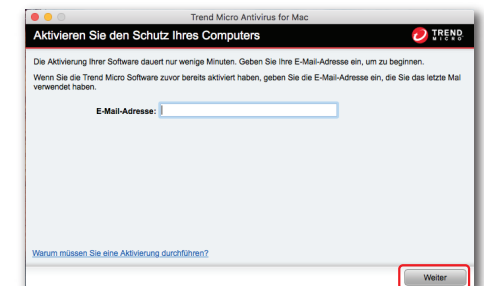 Trend Micro Antivirus for Mac
Aktivieren Sie den Schutz Ihres Computers
TREND
MICRO
Die Aktivierung Ihrer Software dauert nur wenige Minuten. Geben Sie Ihre E-Mail-Adresse ein, um zu beginnen.
Wenn Sie die Trend Micro Software zuvor bereits aktiviert haben, geben Sie die E-Mail-Adresse ein, die Sie das letzte Mal
verwendet haben.
E-Mail-Adresse:
Warum müssen Sie eine Aktivierung durchführen?
Weiter